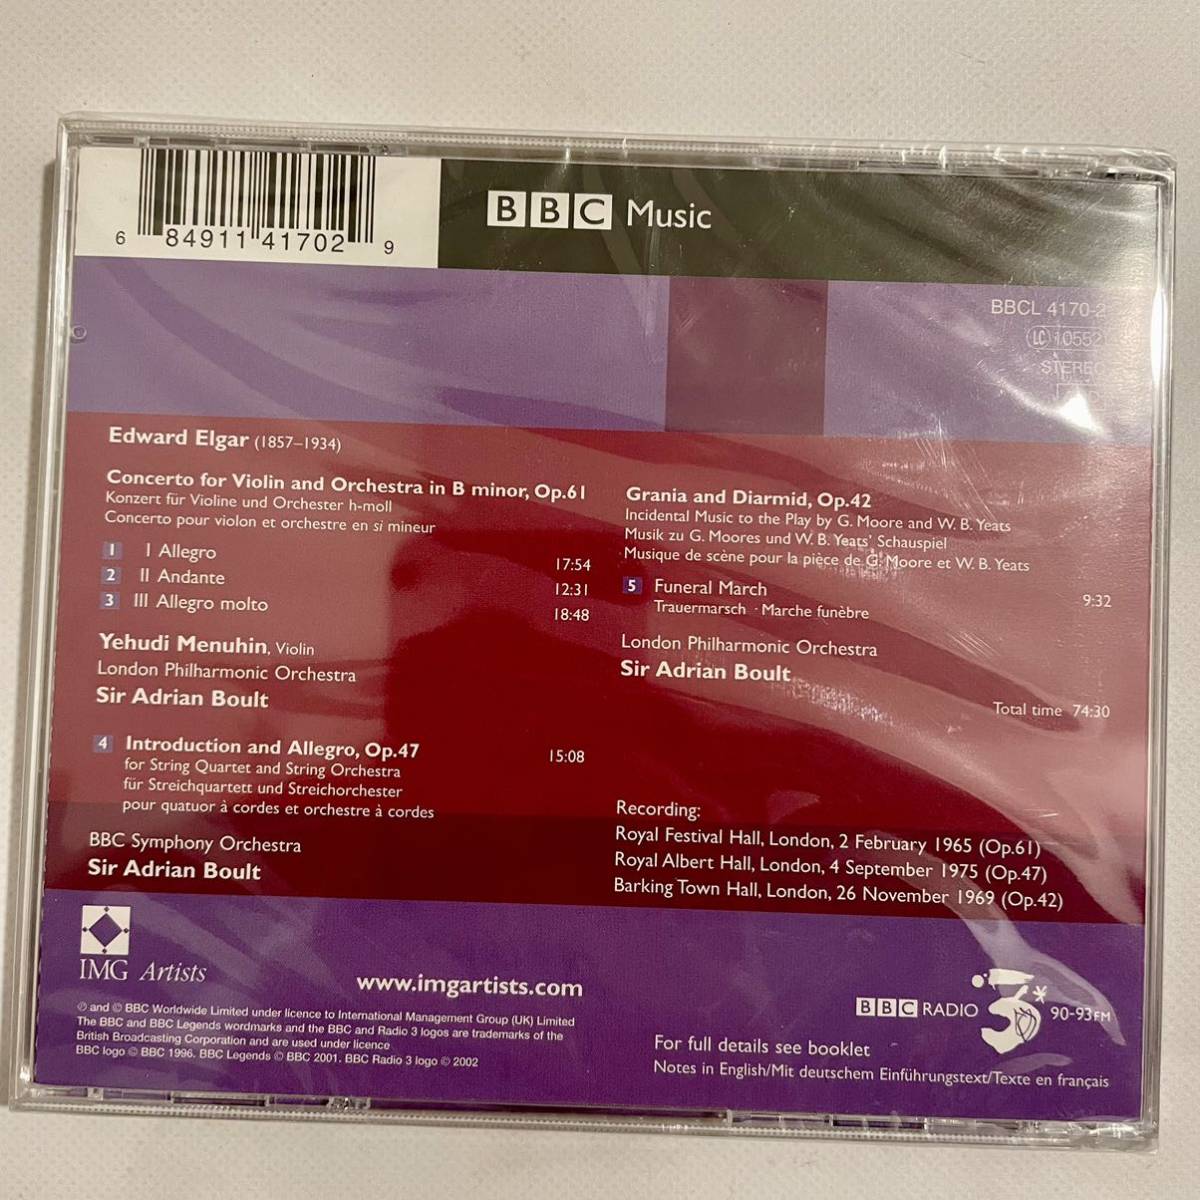 6 84911 41702 9
BBC Music
BBCL 4170-2
LC 10552
STEREO
Edward Elgar (1857–1934)
Concerto for Violin and Orchestra in B minor, Op.61
Konzert für Violine und Orchester h-moll
Concerto pour violon et orchestre en si mineur
1 I Allegro 17:54
2 II Andante 12:31
3 III Allegro molto 18:48
Yehudi Menuhin, Violin
London Philharmonic Orchestra
Sir Adrian Boult
4 Introduction and Allegro, Op.47 15:08
for String Quartet and String Orchestra
für Streichquartett und Streichorchester
pour quatuor à cordes et orchestre à cordes
BBC Symphony Orchestra
Sir Adrian Boult
Grania and Diarmid, Op.42
Incidental Music to the Play by G. Moore and W. B. Yeats
Musik zu G. Moores und W. B. Yeats' Schauspiel
Musique de scène pour la pièce de G. Moore et W. B. Yeats
5 Funeral March 9:32
Trauermarsch · Marche funèbre
London Philharmonic Orchestra
Sir Adrian Boult
Total time 74:30
Recording:
Royal Festival Hall, London, 2 February 1965 (Op.61)
Royal Albert Hall, London, 4 September 1975 (Op.47)
Barking Town Hall, London, 26 November 1969 (Op.42)
IMG Artists
www.imgartists.com
℗ and © BBC Worldwide Limited under licence to International Management Group (UK) Limited
The BBC and BBC Legends wordmarks and the BBC and Radio 3 logos are trademarks of the
British Broadcasting Corporation and are used under licence
BBC logo © BBC 1996. BBC Legends © BBC 2001. BBC Radio 3 logo © 2002
BBC RADIO 3 90-93 FM
For full details see booklet
Notes in English/Mit deutschem Einführungstext/Texte en français